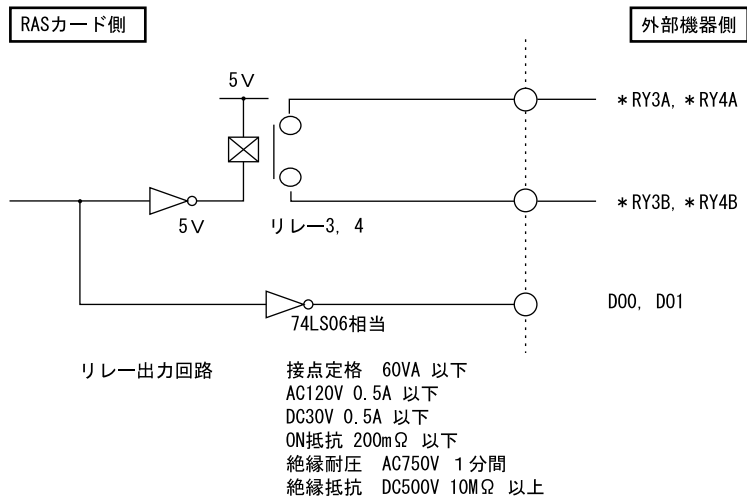 RASカード側
外部機器側
5V
*RY3A, *RY4A
*RY3B, *RY4B
5V
リレー3, 4
DO0, DO1
74LS06相当
リレー出力回路
接点定格 60VA 以下
AC120V 0.5A 以下
DC30V 0.5A 以下
ON抵抗 200mΩ 以下
絶縁耐圧 AC750V 1分間
絶縁抵抗 DC500V 10MΩ 以上